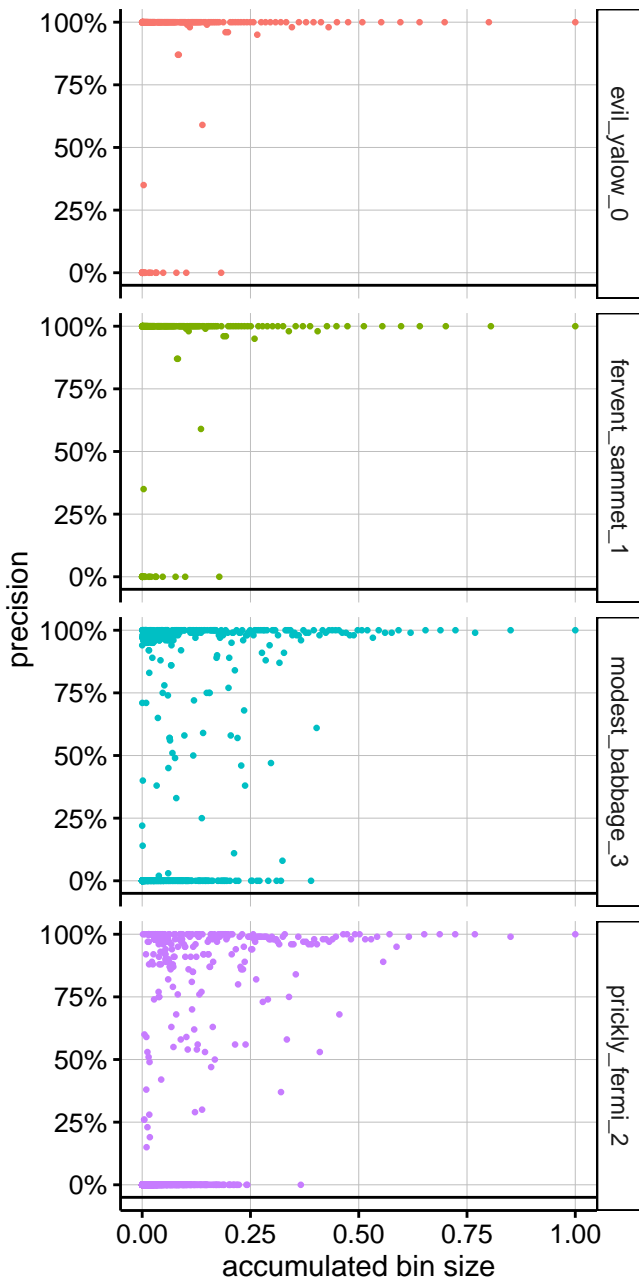 100%
75%
50%
25%
0%
evil_yalow_0
100%
75%
50%
25%
0%
fervent_sammet_1
precision
100%
75%
50%
25%
0%
modest_babbage_3
100%
75%
50%
25%
0%
prickly_fermi_2
0.00 0.25 0.50 0.75 1.00
accumulated bin size